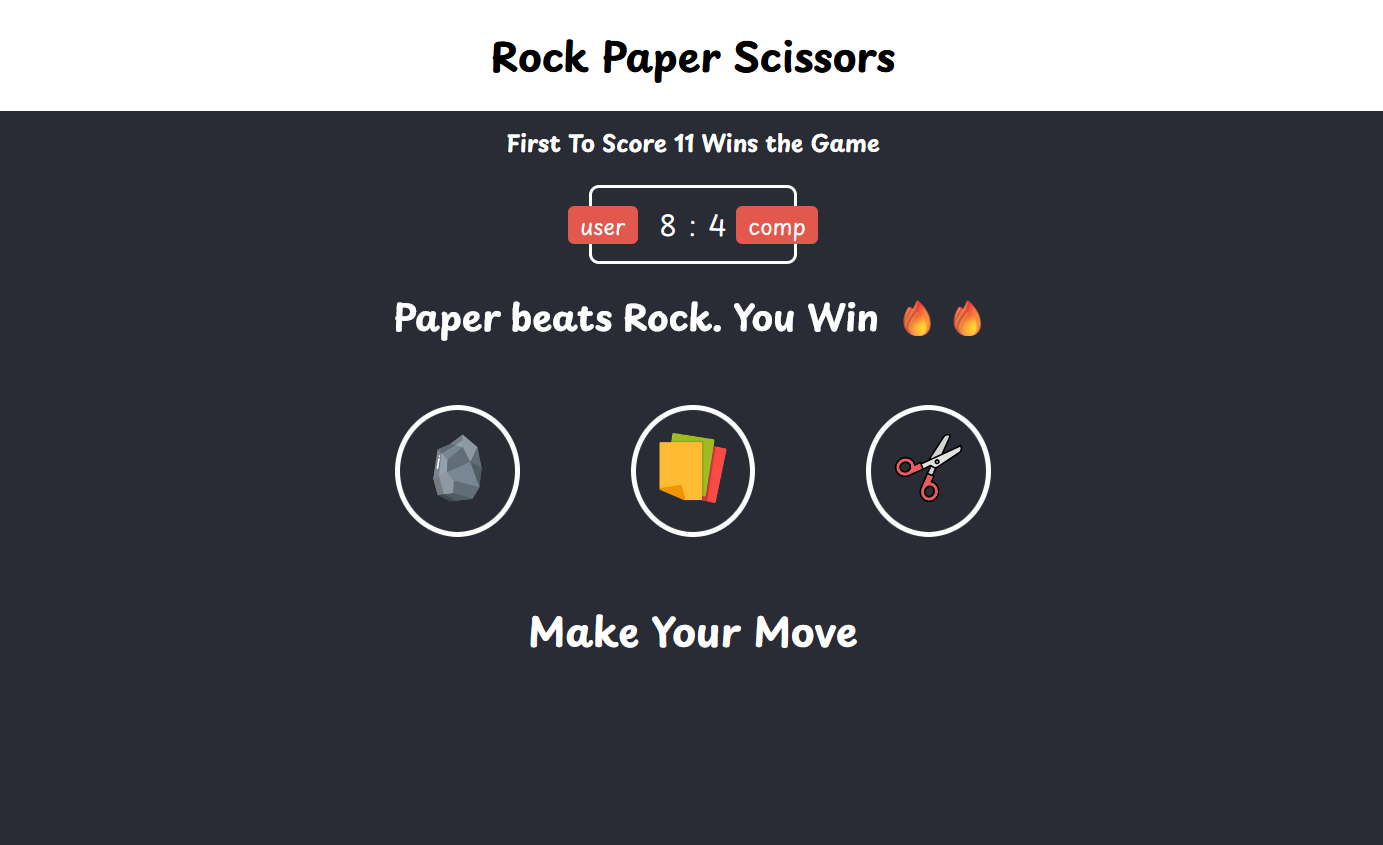 Rock Paper Scissors
First To Score 11 Wins the Game
user 8 : 4 comp
Paper beats Rock. You Win 🔥 🔥
Make Your Move